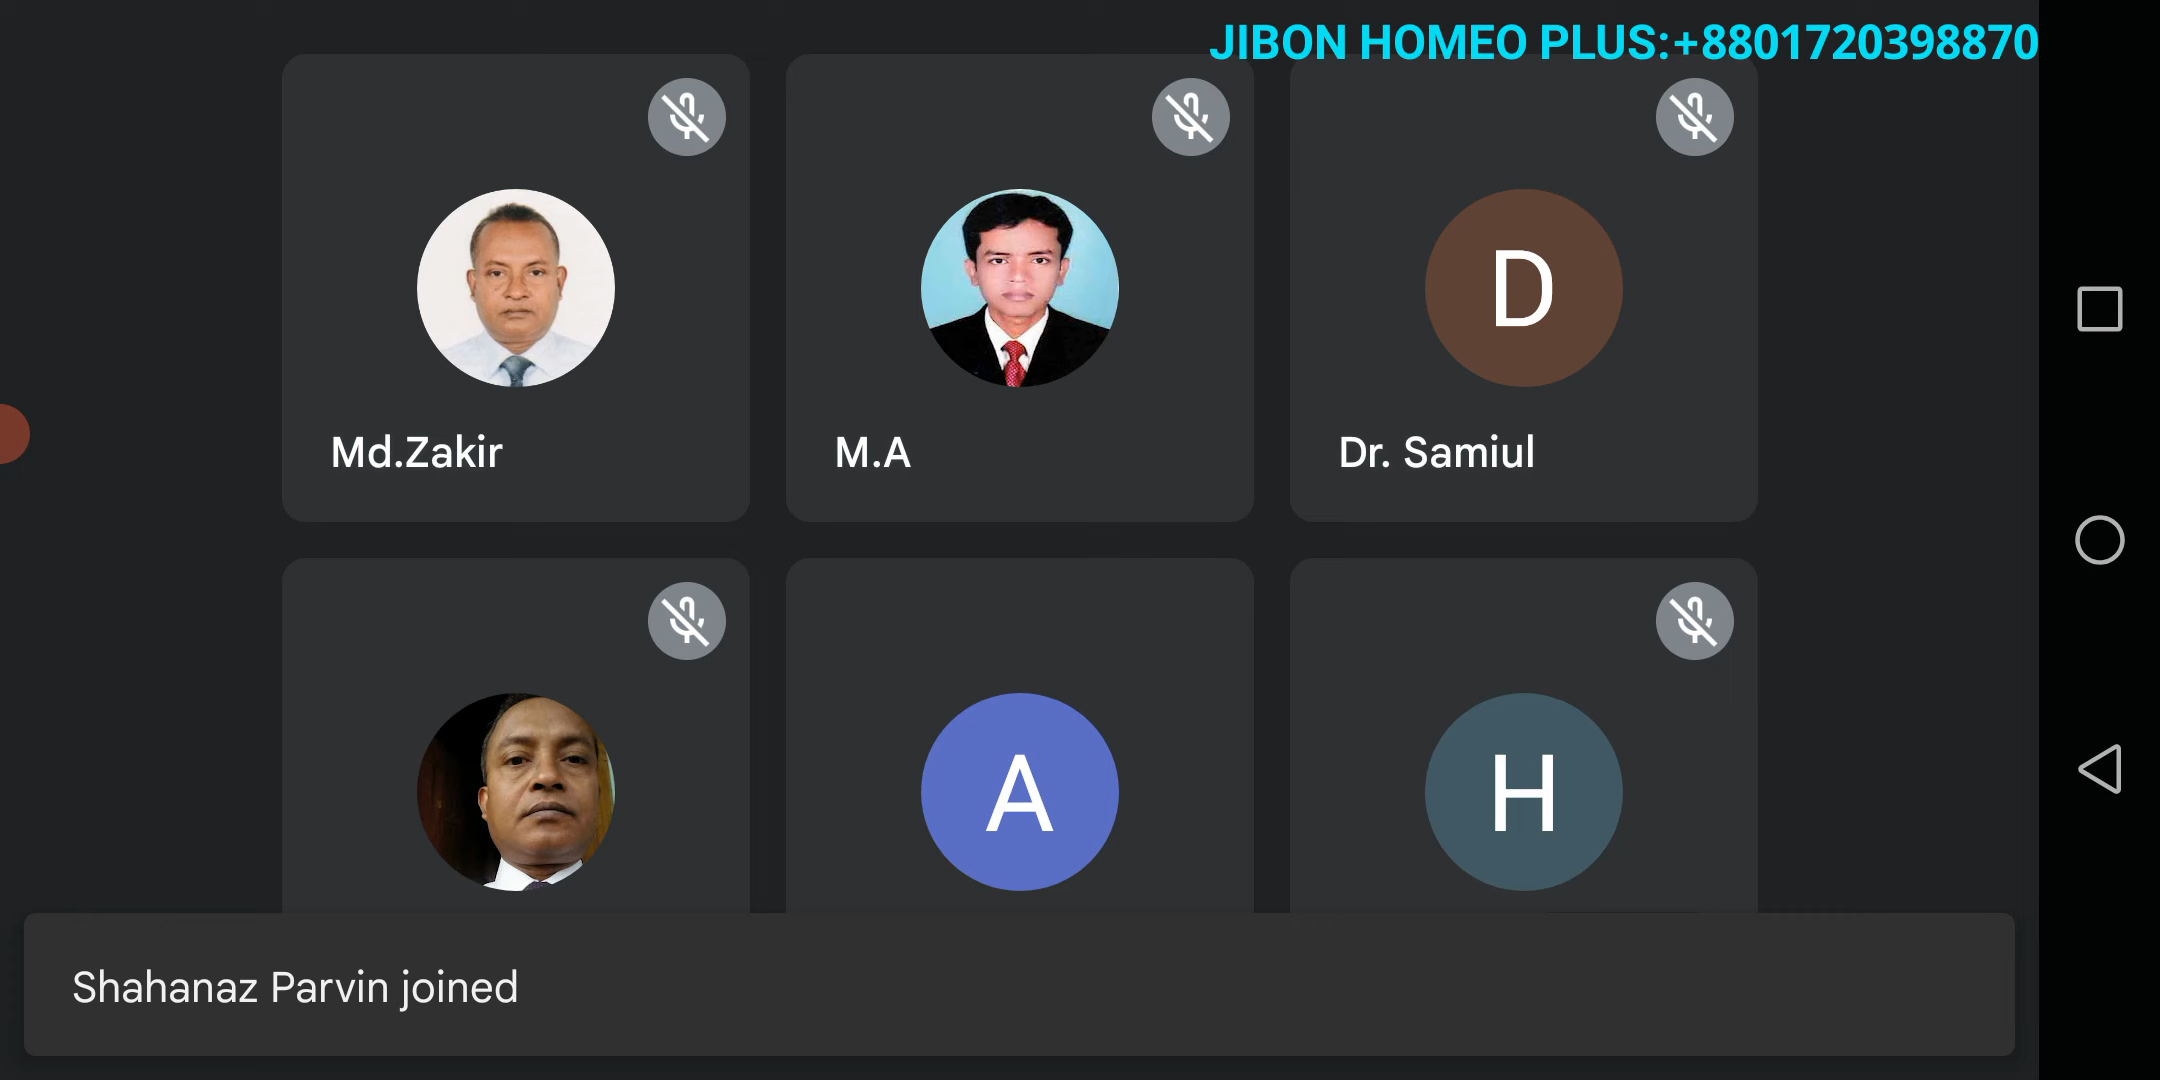 JIBON HOMEO PLUS:+8801720398870
Md.Zakir
M.A
D
Dr. Samiul
A
H
Shahanaz Parvin joined